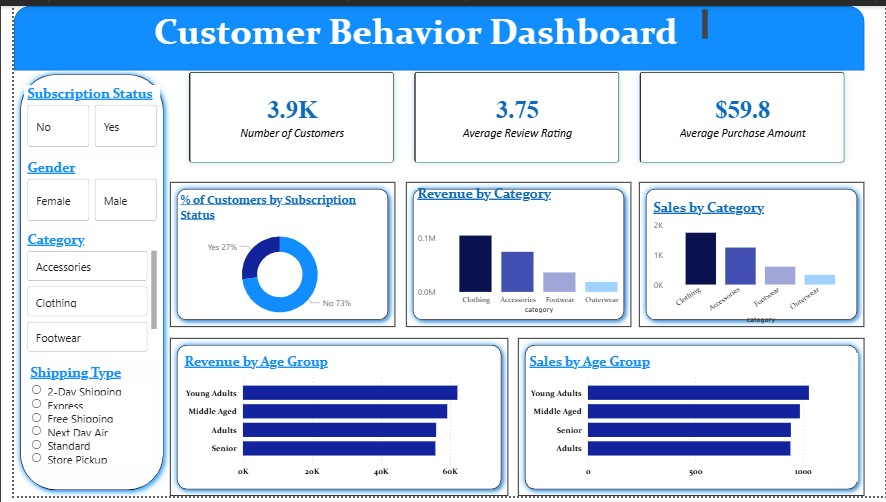 Customer Behavior Dashboard
Subscription Status
No
Yes
Gender
Female
Male
Category
Accessories
Clothing
Footwear
Shipping Type
2-Day Shipping
Express
Free Shipping
Next Day Air
Standard
Store Pickup
3.9K
Number of Customers
3.75
Average Review Rating
$59.8
Average Purchase Amount
% of Customers by Subscription
Status
Yes 27%
No 73%
Revenue by Category
0.1M
0.0M
Clothing
Accessories
Footwear
Outerwear
category
Sales by Category
2K
1K
0K
Clothing
Accessories
Footwear
Outerwear
category
Revenue by Age Group
Young Adults
Middle Aged
Adults
Senior
0K
20K
40K
60K
Sales by Age Group
Young Adults
Middle Aged
Senior
Adults
0
500
1000